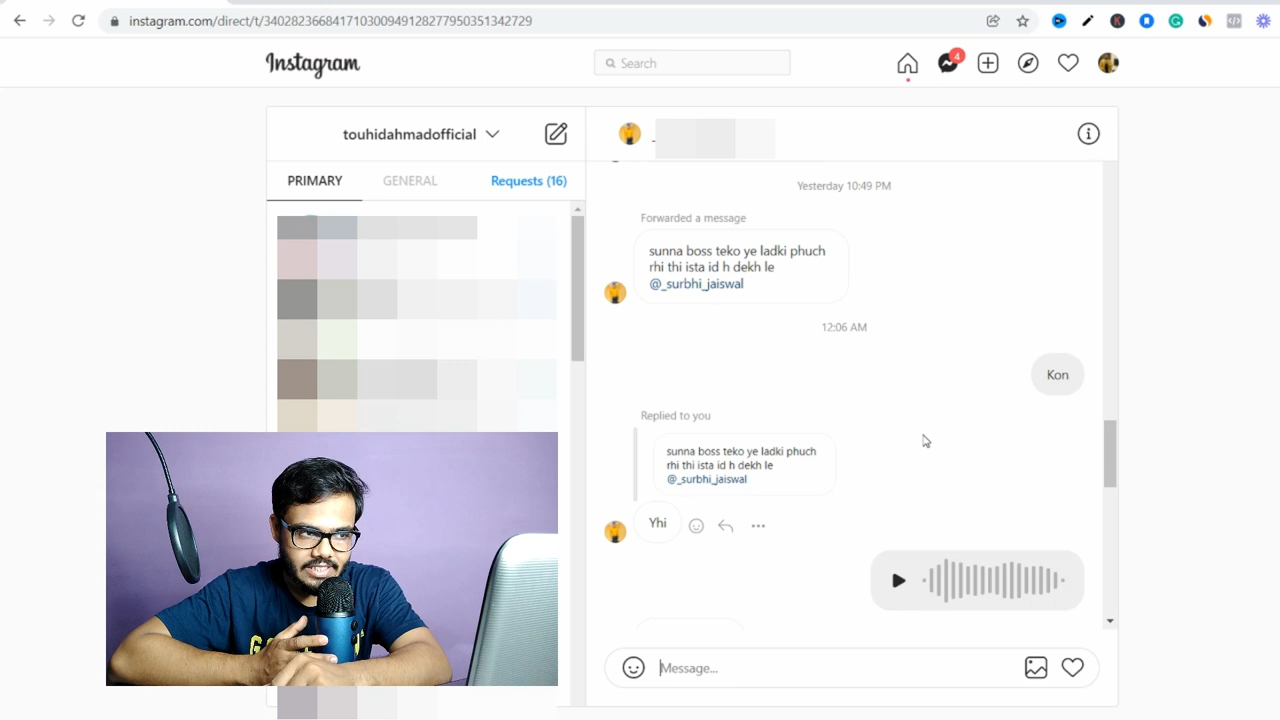 instagram.com/direct/t/340282366841710300949128277950351342729
Instagram
Search
4
touhidahmadofficial
PRIMARY
GENERAL
Requests (16)
Yesterday 10:49 PM
Forwarded a message
sunna boss teko ye ladki phuch
rhi thi ista id h dekh le
@_surbhi_jaiswal
12:06 AM
Kon
Replied to you
sunna boss teko ye ladki phuch
rhi thi ista id h dekh le
@_surbhi_jaiswal
Yhi
Message...